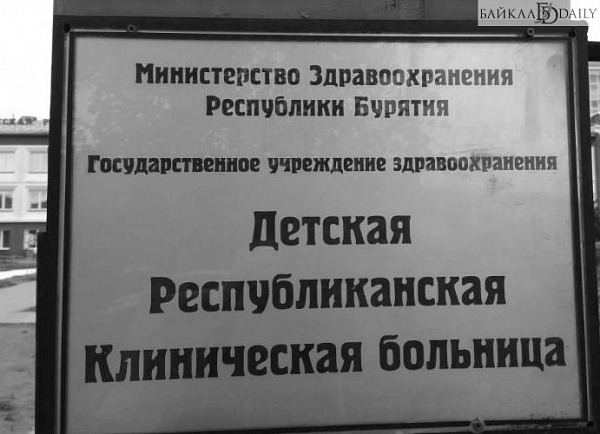 БАЙКАЛ DAILY
Министерство Здравоохранения
Республики Бурятия
Государственное учреждение здравоохранения
Детская
Республиканская
Клиническая больница